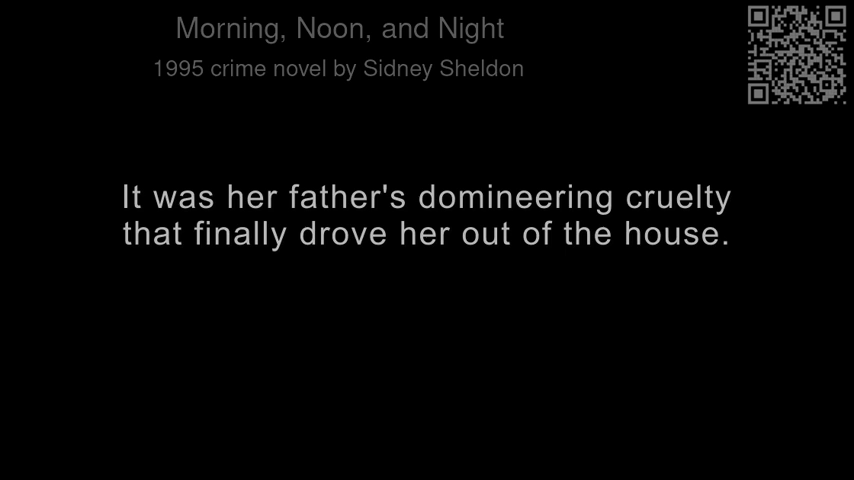 Morning, Noon, and Night
1995 crime novel by Sidney Sheldon
It was her father's domineering cruelty
that finally drove her out of the house.